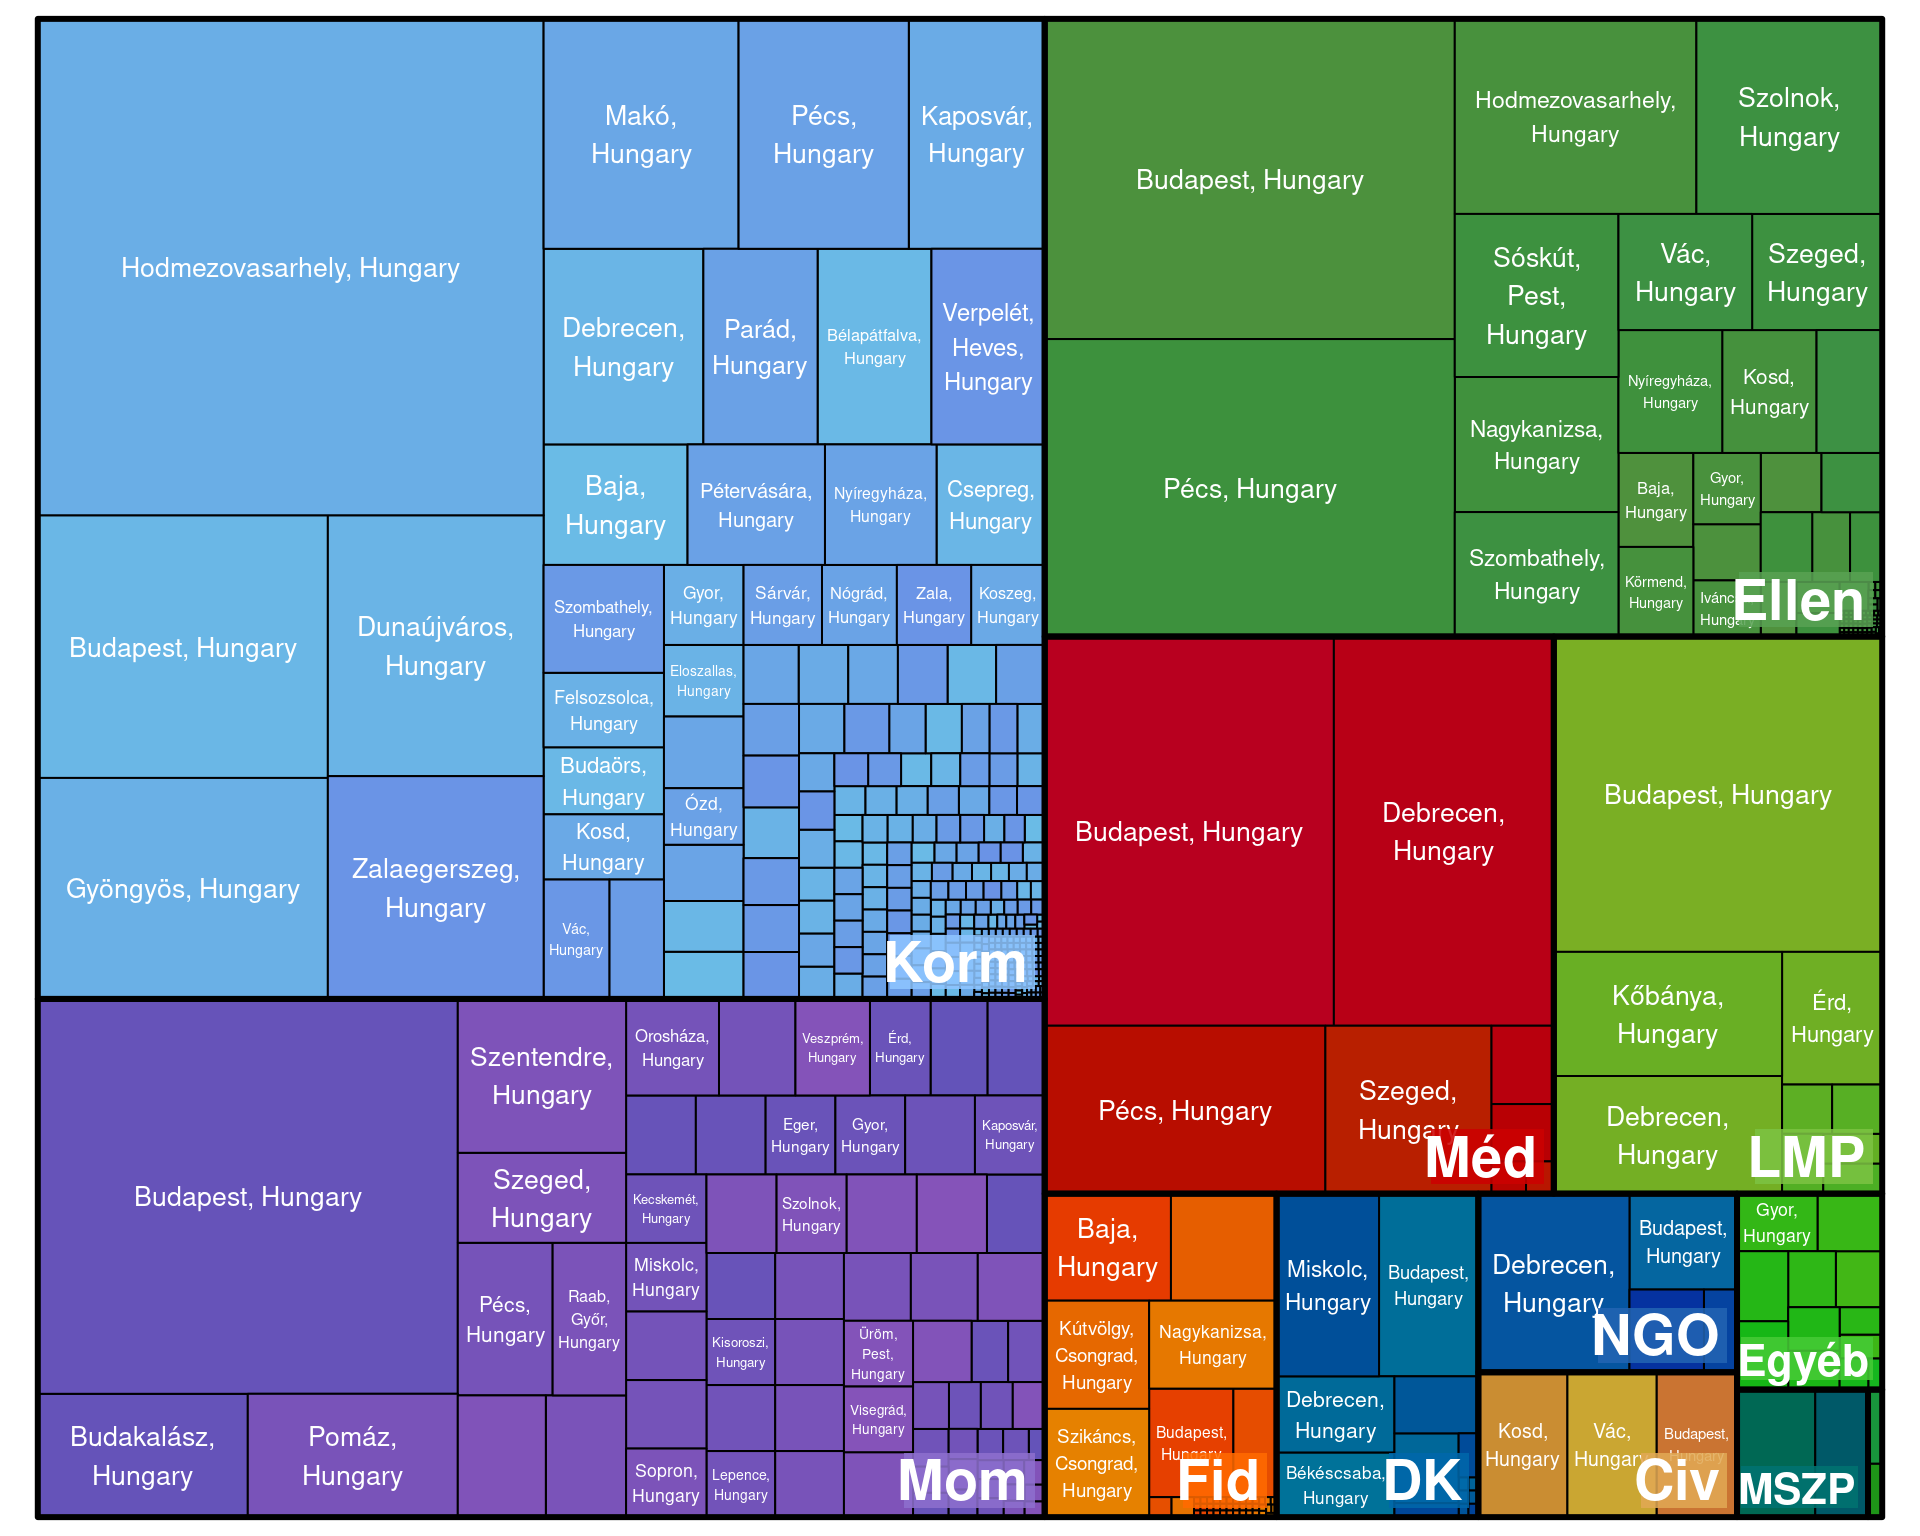 Hodmezovasarhely, Hungary
Makó,
Hungary
Pécs,
Hungary
Kaposvár,
Hungary
Debrecen,
Hungary
Parád,
Hungary
Bélapátfalva,
Hungary
Verpelét,
Heves,
Hungary
Baja,
Hungary
Pétervására,
Hungary
Nyíregyháza,
Hungary
Csepreg,
Hungary
Budapest, Hungary
Dunaújváros,
Hungary
Gyöngyös, Hungary
Zalaegerszeg,
Hungary
Szombathely,
Hungary
Gyor,
Hungary
Sárvár,
Hungary
Nógrád,
Hungary
Zala,
Hungary
Koszeg,
Hungary
Felsozsolca,
Hungary
Eloszallas,
Hungary
Budaörs,
Hungary
Kosd,
Hungary
Ózd,
Hungary
Vác,
Hungary
Korm
Budapest, Hungary
Pécs, Hungary
Hodmezovasarhely,
Hungary
Szolnok,
Hungary
Sóskút,
Pest,
Hungary
Vác,
Hungary
Szeged,
Hungary
Nyíregyháza,
Hungary
Kosd,
Hungary
Nagykanizsa,
Hungary
Baja,
Hungary
Gyor,
Hungary
Szombathely,
Hungary
Körmend,
Hungary
Ellen
Budapest, Hungary
Debrecen,
Hungary
Pécs, Hungary
Szeged,
Hungary
Méd
Budapest, Hungary
Kőbánya,
Hungary
Érd,
Hungary
Debrecen,
Hungary
LMP
Budapest, Hungary
Szentendre,
Hungary
Szeged,
Hungary
Pécs,
Hungary
Raab,
Győr,
Hungary
Budakalász,
Hungary
Pomáz,
Hungary
Orosháza,
Hungary
Veszprém,
Hungary
Érd,
Hungary
Eger,
Hungary
Gyor,
Hungary
Kaposvár,
Hungary
Kecskemét,
Hungary
Szolnok,
Hungary
Miskolc,
Hungary
Kisoroszi,
Hungary
Üröm,
Pest,
Hungary
Visegrád,
Hungary
Sopron,
Hungary
Lepence,
Hungary
Mom
Baja,
Hungary
Kútvölgy,
Csongrad,
Hungary
Nagykanizsa,
Hungary
Szikáncs,
Csongrad,
Hungary
Budapest,
Hungary
Fid
Miskolc,
Hungary
Budapest,
Hungary
Debrecen,
Hungary
Békéscsaba,
Hungary
DK
Debrecen,
Hungary
Budapest,
Hungary
NGO
Kosd,
Hungary
Vác,
Hungary
Budapest,
Hungary
Civ
Gyor,
Hungary
Egyéb
MSZP